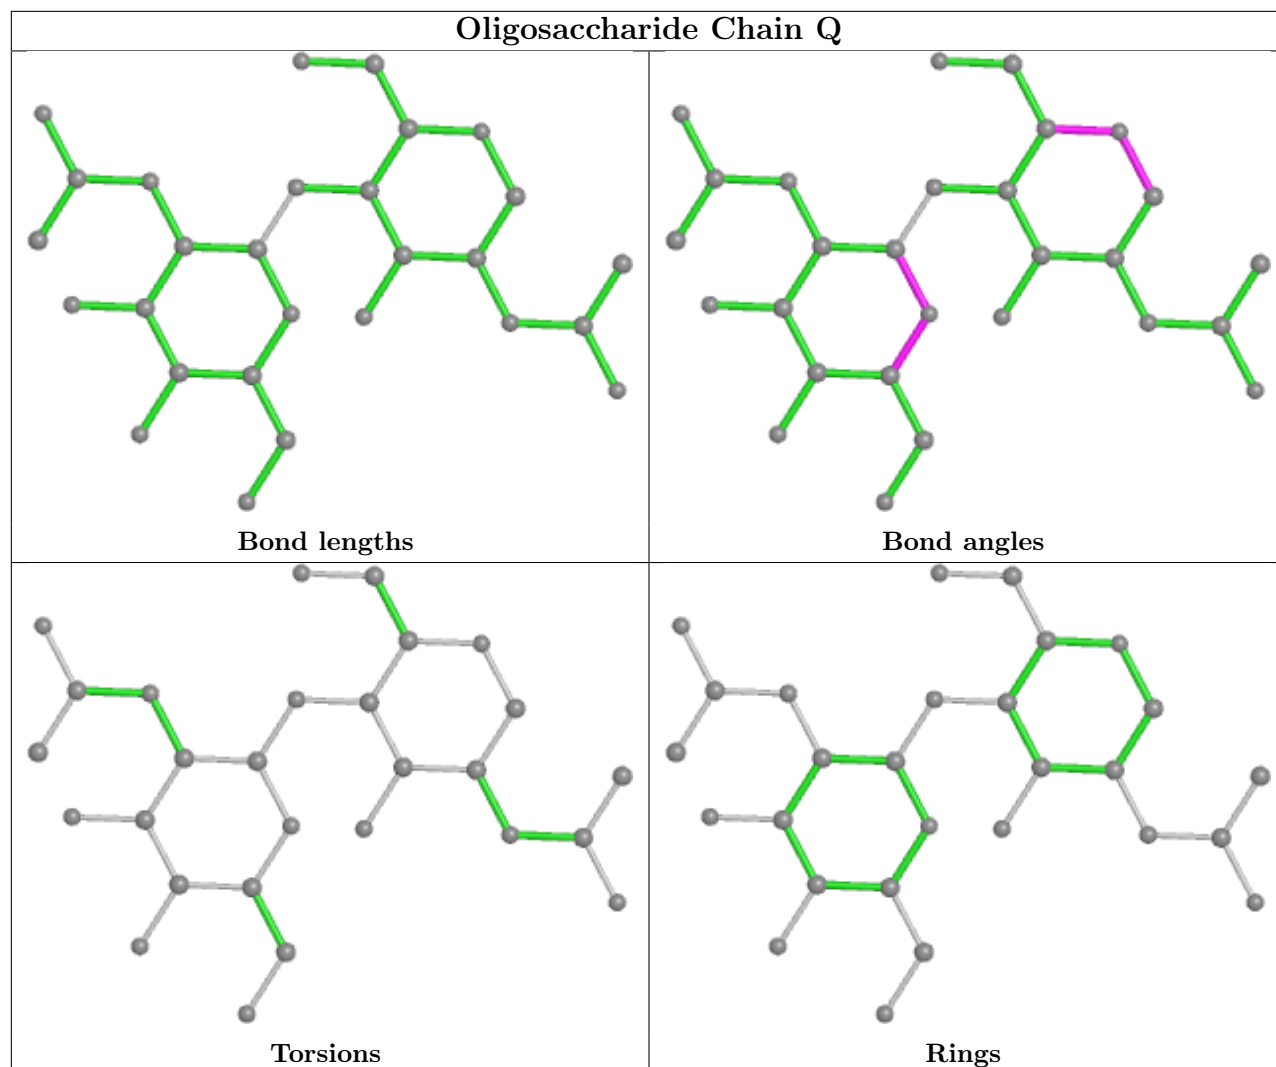 Oligosaccharide Chain Q
Bond lengths
Bond angles
Torsions
Rings